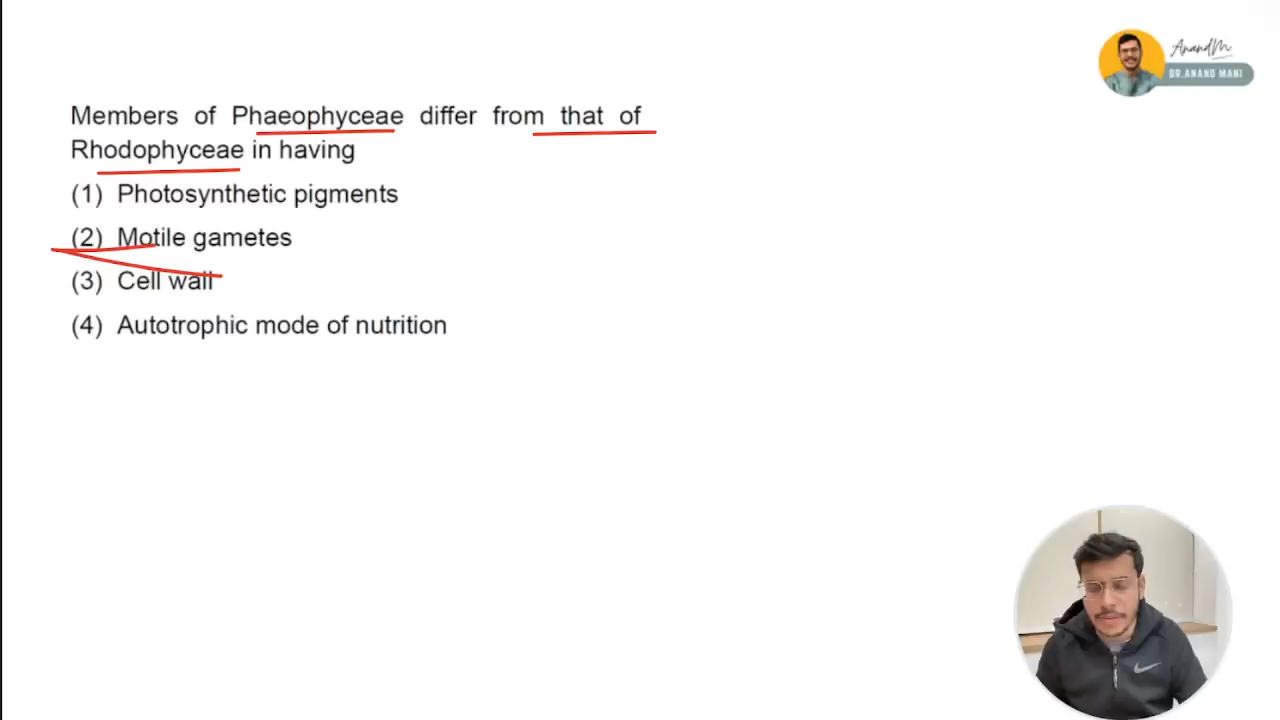 AnandM
DR.ANAND MANI
Members of Phaeophyceae differ from that of
Rhodophyceae in having
(1) Photosynthetic pigments
(2) Motile gametes
(3) Cell wall
(4) Autotrophic mode of nutrition